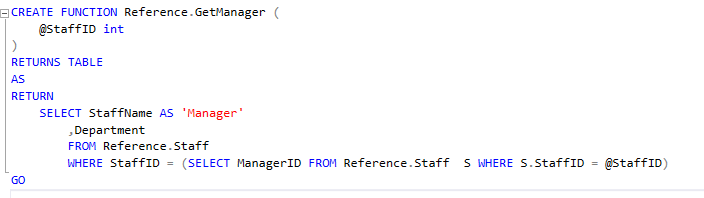 CREATE FUNCTION Reference.GetManager (
    @StaffID int
)
RETURNS TABLE
AS
RETURN
    SELECT StaffName AS 'Manager'
        ,Department
        FROM Reference.Staff
        WHERE StaffID = (SELECT ManagerID FROM Reference.Staff  S WHERE S.StaffID = @StaffID)
GO